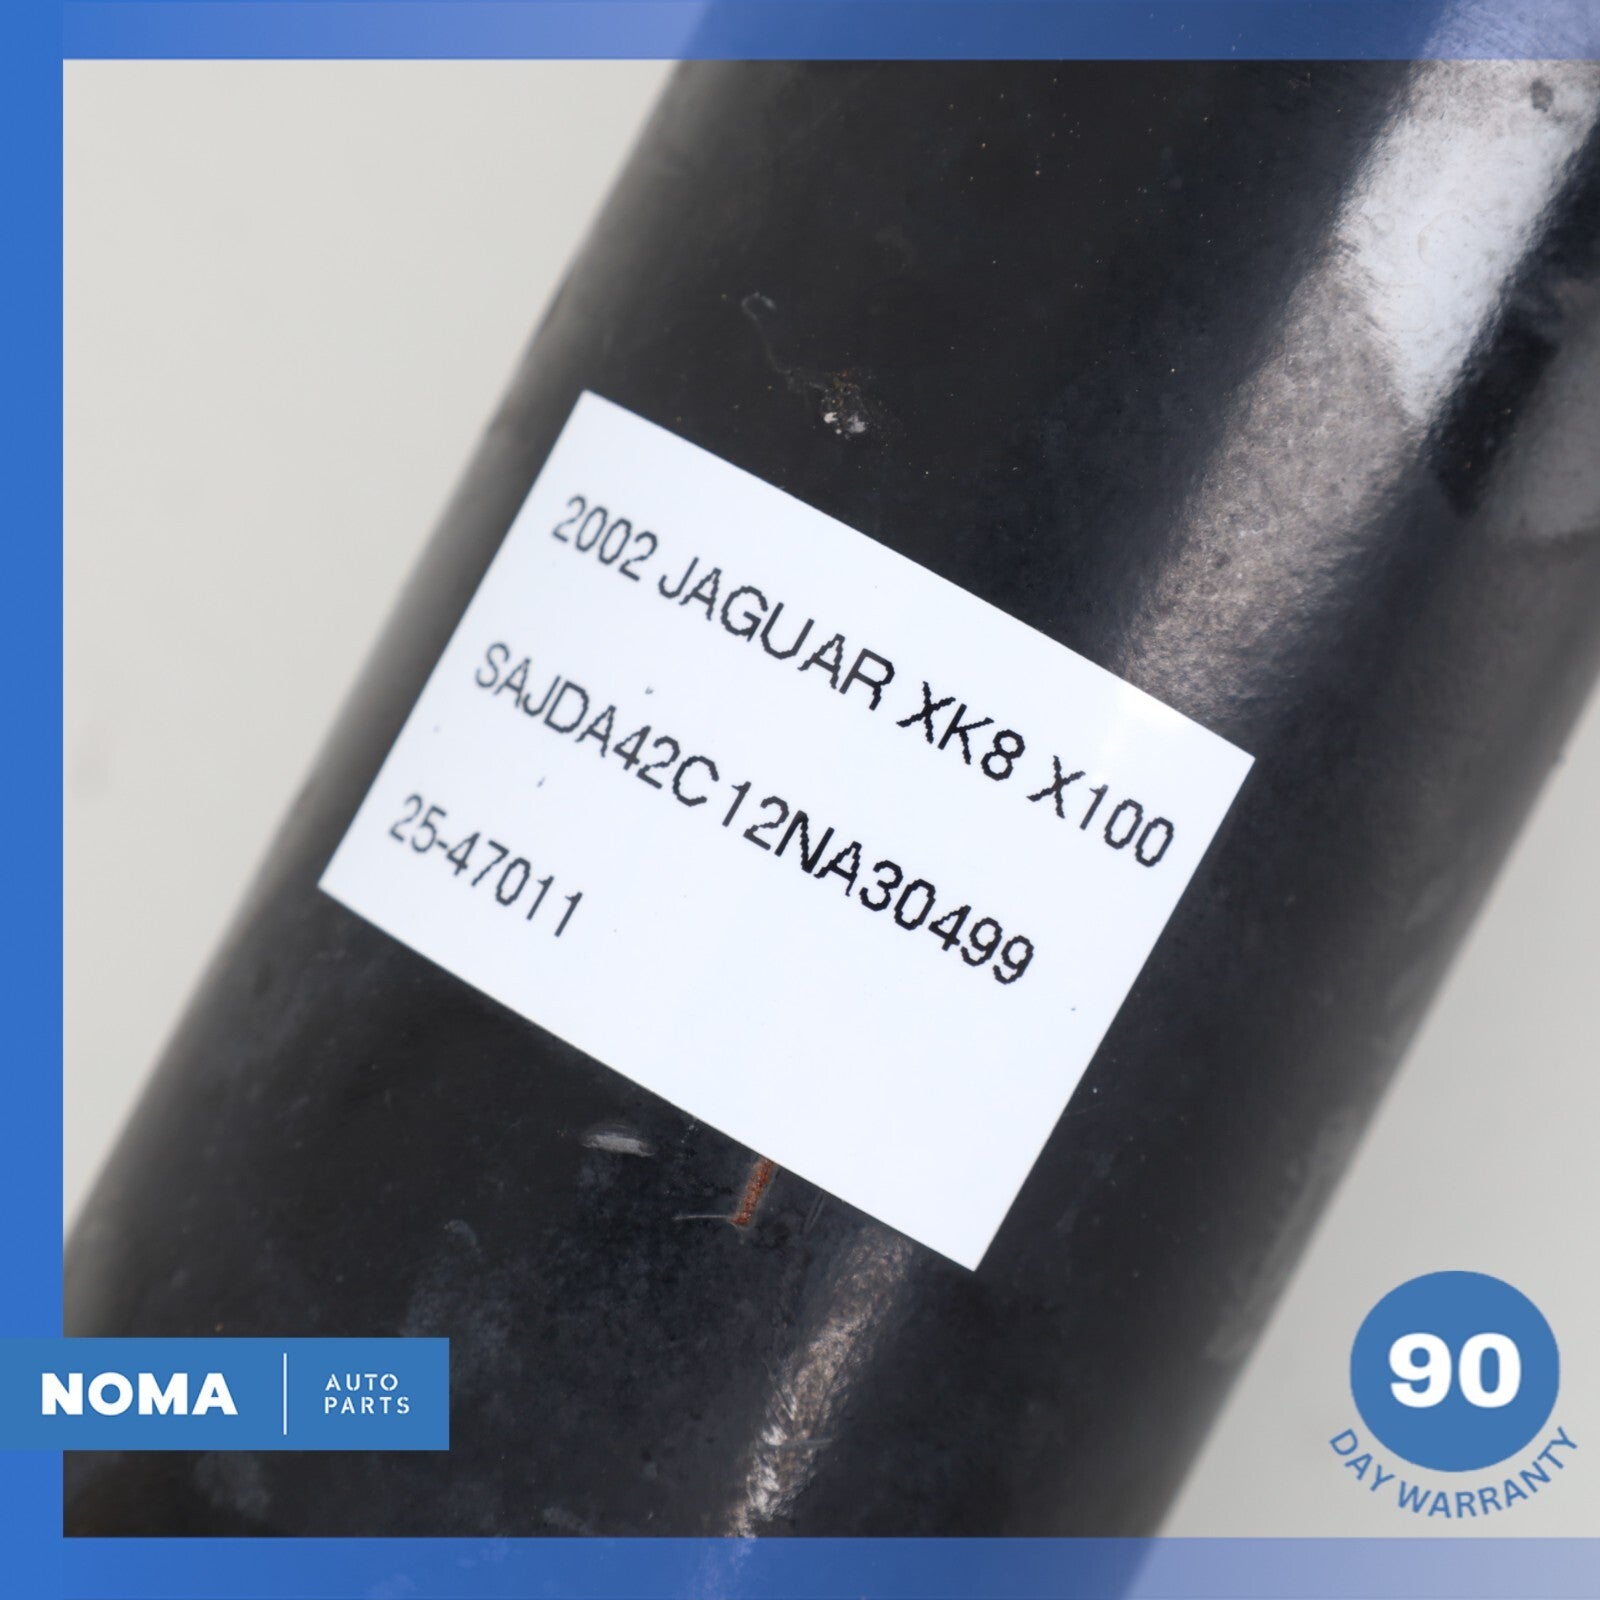 2002 JAGUAR XK8 X100
SAJDA42C12NA30499
25-47011
NOMA
AUTO
PARTS
90
DAY WARRANTY